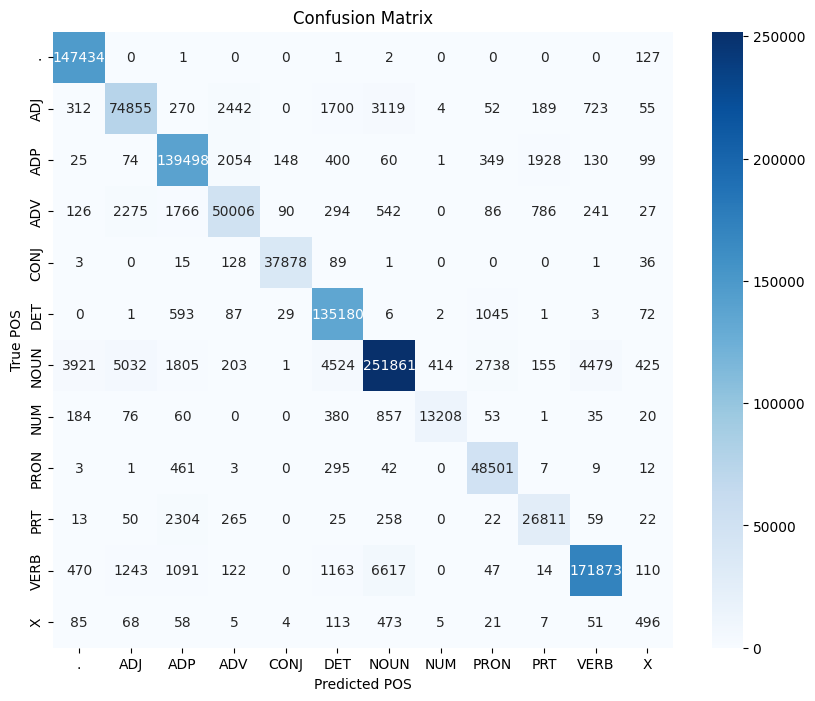 Confusion Matrix
. 147434 0 1 0 0 1 2 0 0 0 0 127
ADJ 312 74855 270 2442 0 1700 3119 4 52 189 723 55
ADP 25 74 139498 2054 148 400 60 1 349 1928 130 99
ADV 126 2275 1766 50006 90 294 542 0 86 786 241 27
CONJ 3 0 15 128 37878 89 1 0 0 0 1 36
DET 0 1 593 87 29 135180 6 2 1045 1 3 72
NOUN 3921 5032 1805 203 1 4524 251861 414 2738 155 4479 425
NUM 184 76 60 0 0 380 857 13208 53 1 35 20
PRON 3 1 461 3 0 295 42 0 48501 7 9 12
PRT 13 50 2304 265 0 25 258 0 22 26811 59 22
VERB 470 1243 1091 122 0 1163 6617 0 47 14 171873 110
X 85 68 58 5 4 113 473 5 21 7 51 496
. ADJ ADP ADV CONJ DET NOUN NUM PRON PRT VERB X
Predicted POS
True POS
250000
200000
150000
100000
50000
0